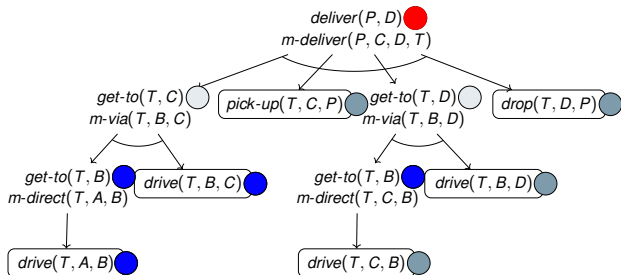 deliver(P, D)
m-deliver(P, C, D, T)
get-to(T, C)
m-via(T, B, C)
pick-up(T, C, P)
get-to(T, D)
m-via(T, B, D)
drop(T, D, P)
get-to(T, B)
m-direct(T, A, B)
drive(T, B, C)
get-to(T, B)
m-direct(T, C, B)
drive(T, B, D)
drive(T, A, B)
drive(T, C, B)